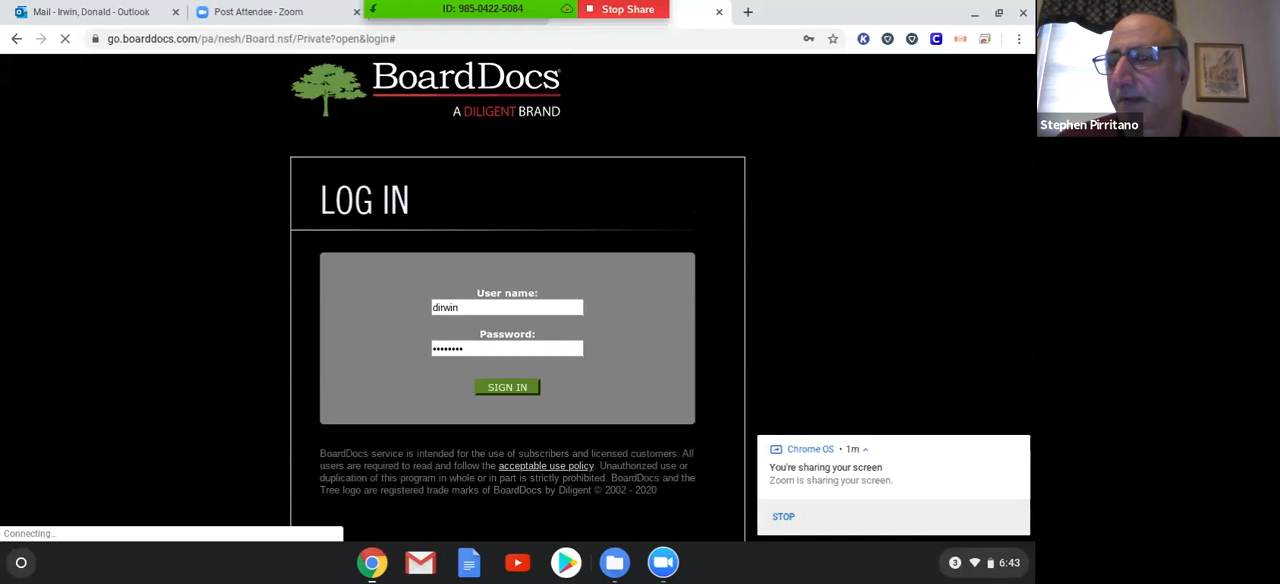 Mail - Irwin, Donald - Outlook
Post Attendee - Zoom
ID: 985-0422-5084
Stop Share
go.boarddocs.com/pa/nesh/Board.nsf/Private?open&login#
BoardDocs
A DILIGENT BRAND
Stephen Pirritano
LOG IN
User name:
dirwin
Password:
••••••••
SIGN IN
BoardDocs service is intended for the use of subscribers and licensed customers. All
users are required to read and follow the acceptable use policy. Unauthorized use or
duplication of this program in whole or in part is strictly prohibited. BoardDocs and the
Tree logo are registered trade marks of BoardDocs by Diligent © 2002 - 2020
Chrome OS • 1m
You're sharing your screen
Zoom is sharing your screen.
STOP
Connecting...
3
6:43